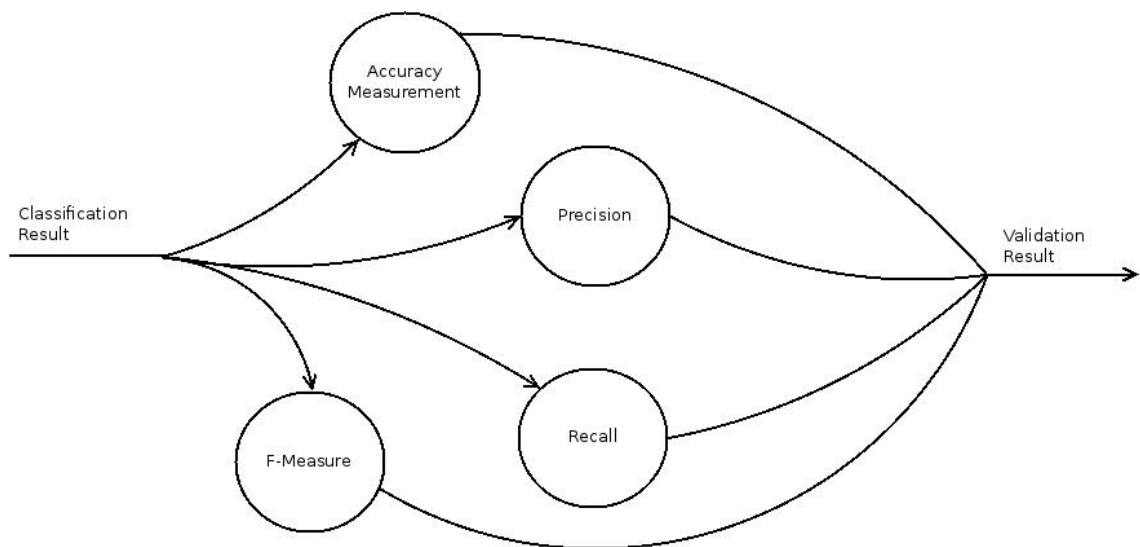 Accuracy
Measurement
Classification
Result
Precision
Validation
Result
Recall
F-Measure